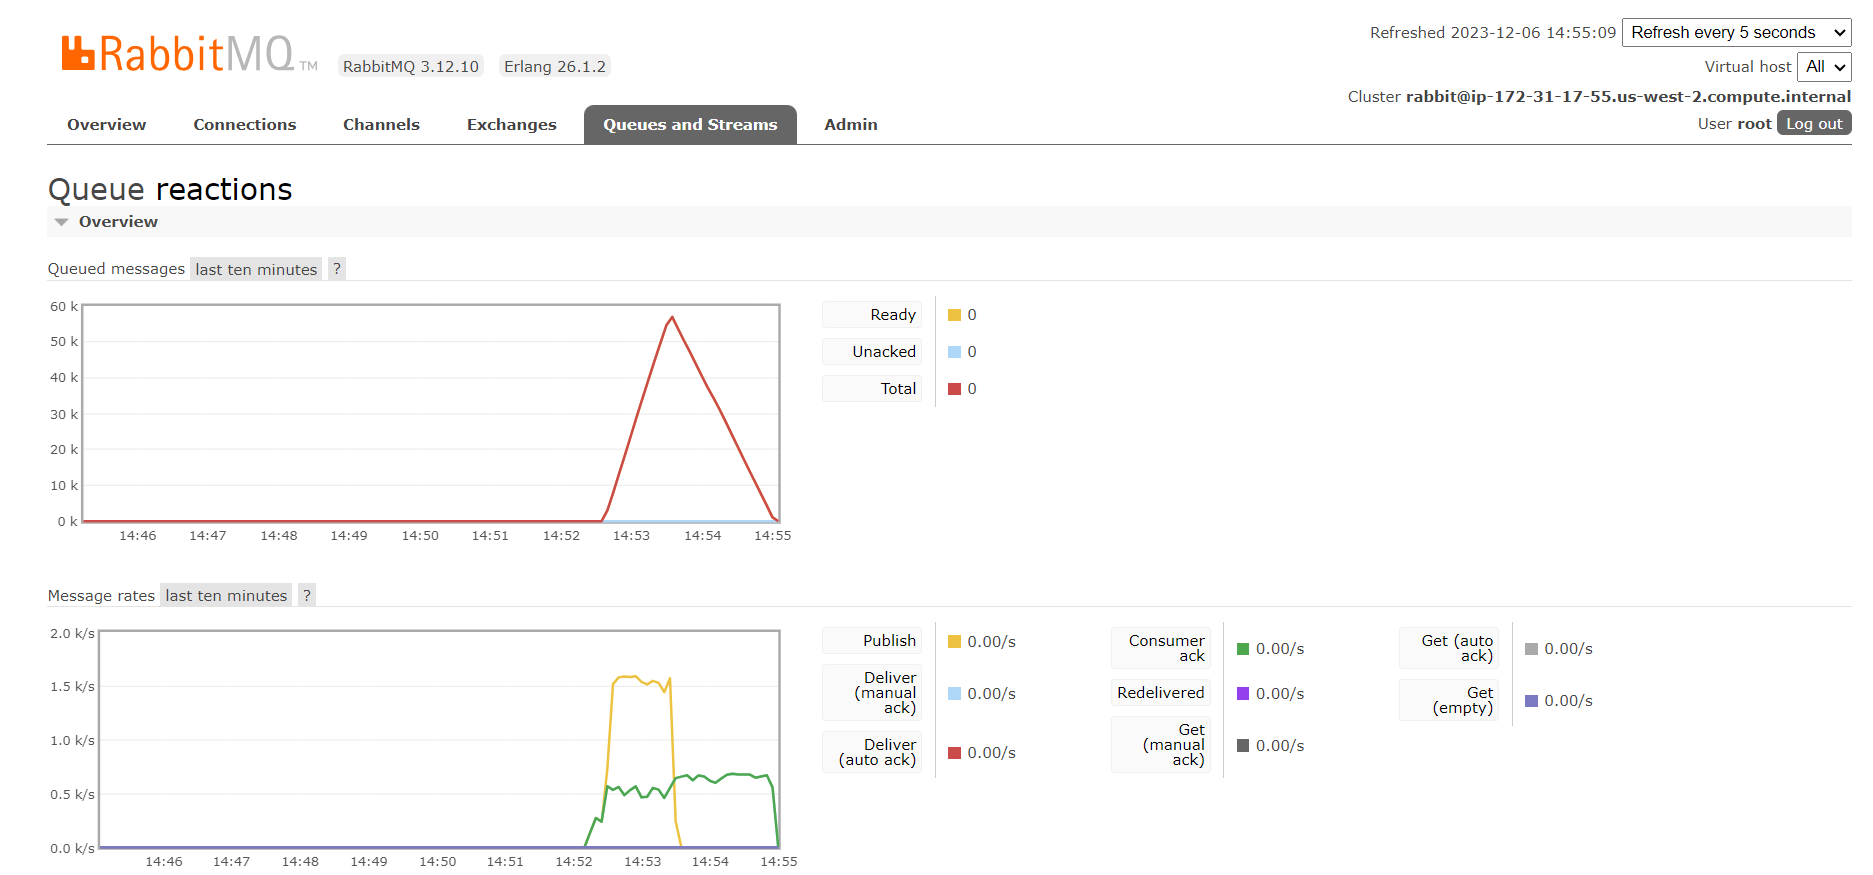 Refreshed 2023-12-06 14:55:09 Refresh every 5 seconds
RabbitMQ TM RabbitMQ 3.12.10 Erlang 26.1.2
Virtual host All
Cluster rabbit@ip-172-31-17-55.us-west-2.compute.internal
Overview Connections Channels Exchanges Queues and Streams Admin
User root Log out
Queue reactions
Overview
Queued messages last ten minutes ?
60 k
50 k
40 k
30 k
20 k
10 k
0 k
14:46 14:47 14:48 14:49 14:50 14:51 14:52 14:53 14:54 14:55
Ready 0
Unacked 0
Total 0
Message rates last ten minutes ?
2.0 k/s
1.5 k/s
1.0 k/s
0.5 k/s
0.0 k/s
14:46 14:47 14:48 14:49 14:50 14:51 14:52 14:53 14:54 14:55
Publish 0.00/s
Deliver
(manual
ack) 0.00/s
Deliver
(auto ack) 0.00/s
Consumer
ack 0.00/s
Redelivered 0.00/s
Get
(manual
ack) 0.00/s
Get (auto
ack) 0.00/s
Get
(empty) 0.00/s